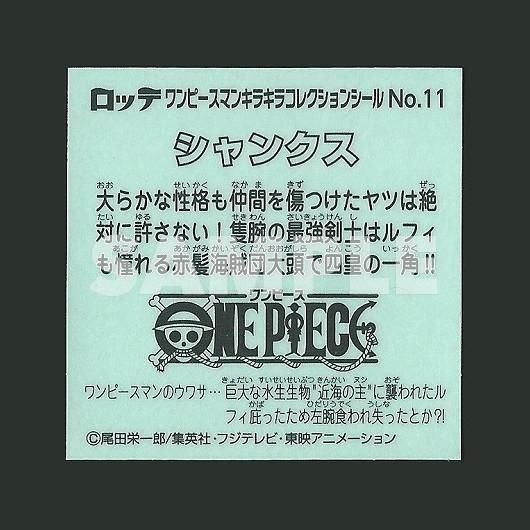 ロッテ ワンピースマンキラキラコレクションシール No.11
シャンクス
大らかな性格も仲間を傷つけたヤツは絶
対に許さない！隻腕の最強剣士はルフィ
も憧れる赤髪海賊団大頭で四皇の一角!!
SAMPLE
ワンピース
ONE PIECE
ワンピースマンのウワサ… 巨大な水生生物"近海の主"に襲われたル
フィ庇ったため左腕食われ失ったとか?!
©尾田栄一郎/集英社・フジテレビ・東映アニメーション